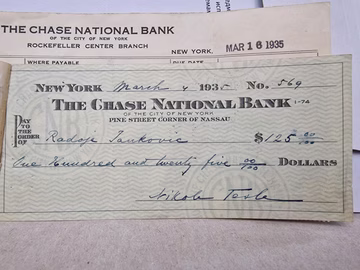 THE CHASE NATIONAL BANK
OF THE CITY OF NEW YORK
ROCKEFELLER CENTER BRANCH
NEW YORK, MAR 16 1935
WHERE PAYABLE DUE DATE
NEW YORK March 4 1935 No. 569
THE CHASE NATIONAL BANK 1-74
OF THE CITY OF NEW YORK
PINE STREET CORNER OF NASSAU
PAY TO THE ORDER OF Radoje Jankovic $125 00/100
One Hundred and twenty five 00/100 DOLLARS
Nikola Tesla